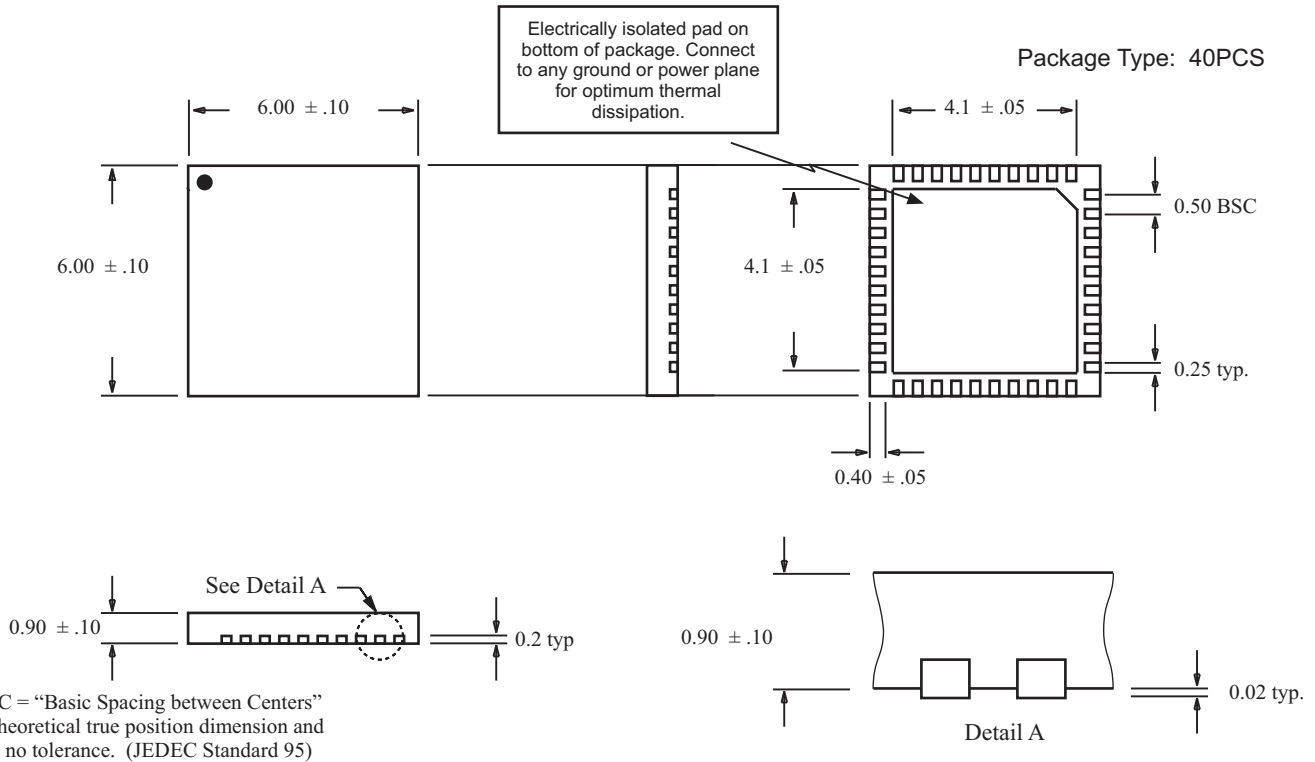 Electrically isolated pad on
bottom of package. Connect
to any ground or power plane
for optimum thermal
dissipation.
Package Type: 40PCS
6.00 ± .10
4.1 ± .05
0.50 BSC
6.00 ± .10
4.1 ± .05
0.25 typ.
0.40 ± .05
See Detail A
0.90 ± .10
0.2 typ
0.90 ± .10
0.02 typ.
Detail A
C = “Basic Spacing between Centers”
heoretical true position dimension and
no tolerance. (JEDEC Standard 95)